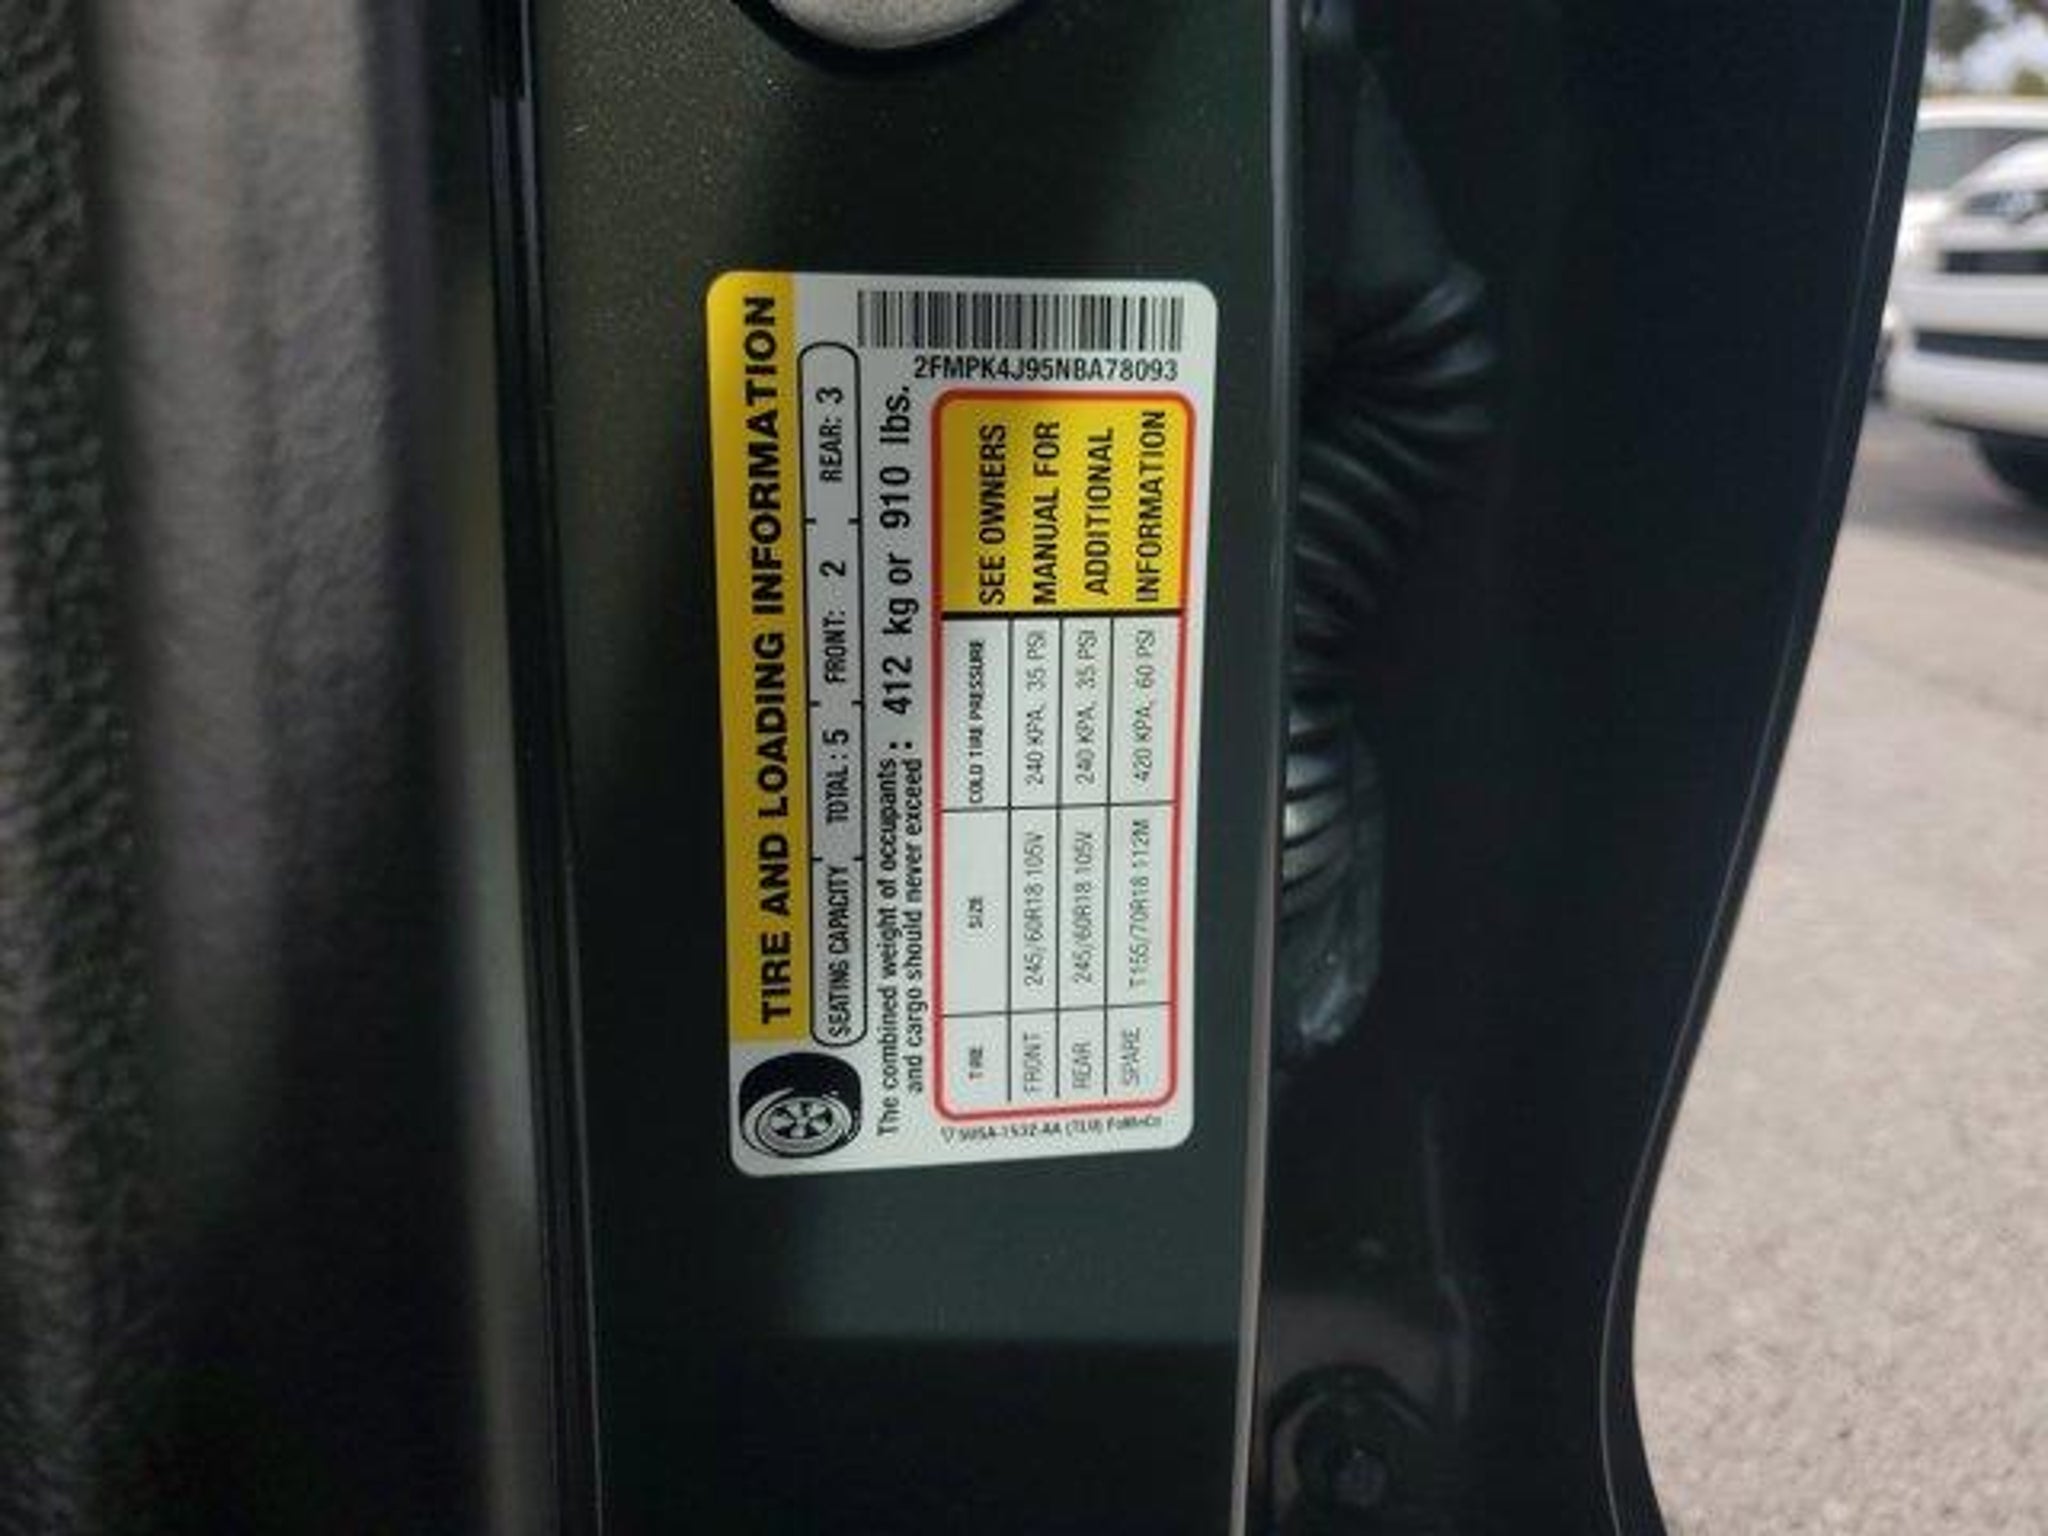 TIRE AND LOADING INFORMATION
SEATING CAPACITY TOTAL: 5 FRONT: 2 REAR: 3
The combined weight of occupants
and cargo should never exceed : 412 kg or 910 lbs.
2FMPK4J95NBA78093
TIRE SIZE COLD TIRE PRESSURE
FRONT 245/60R18 105V 240 KPA, 35 PSI
REAR 245/60R18 105V 240 KPA, 35 PSI
SPARE T155/70R18 112M 420 KPA, 60 PSI
SEE OWNERS
MANUAL FOR
ADDITIONAL
INFORMATION